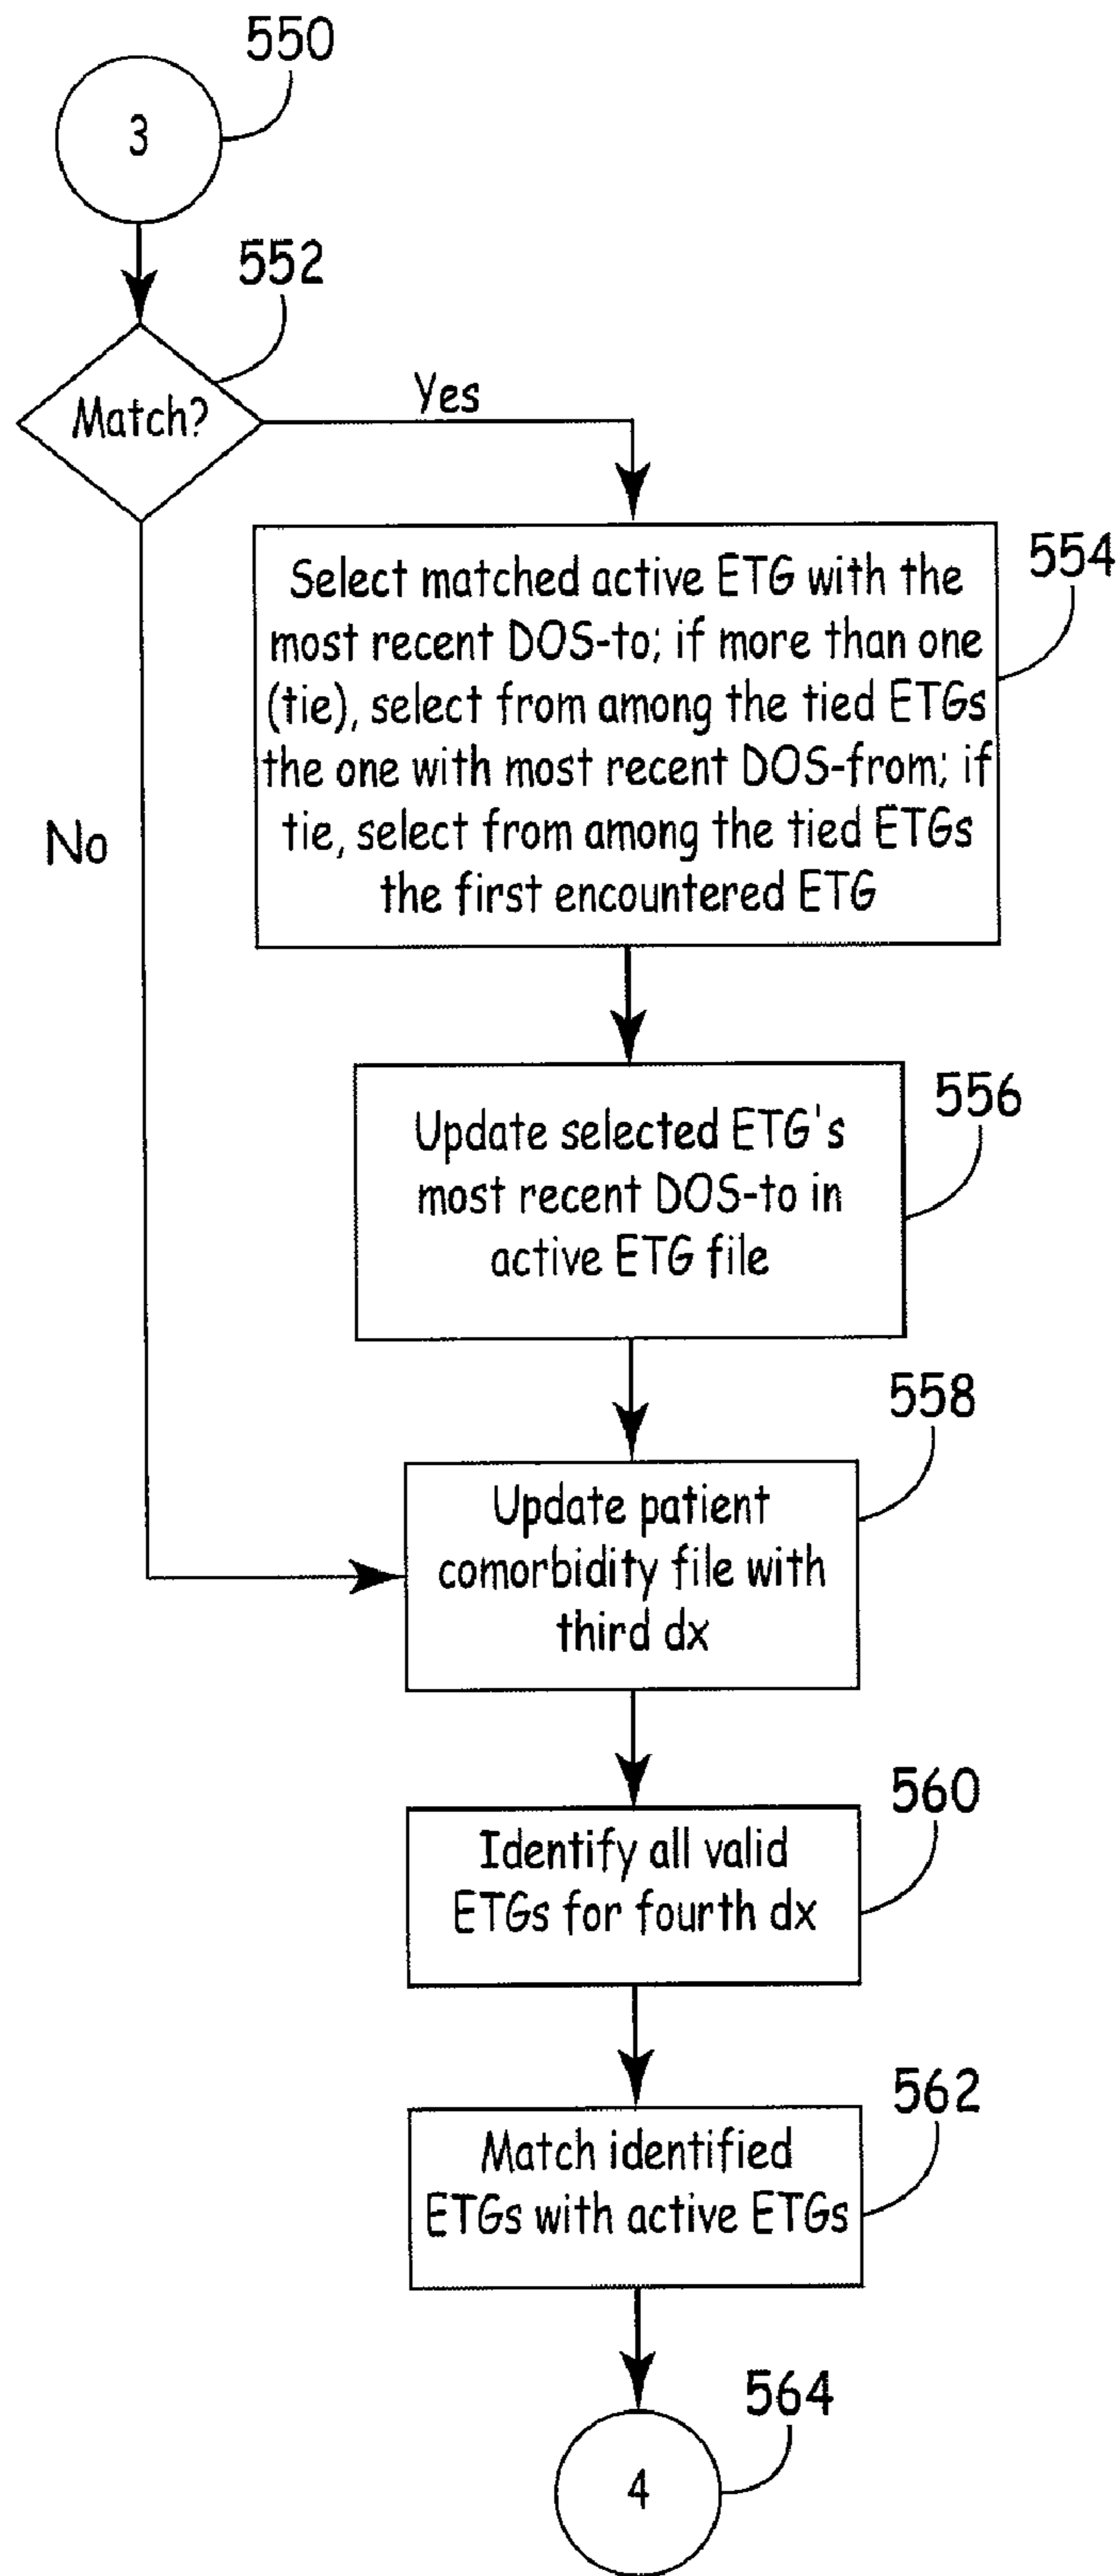 550
3
552
Match?
Yes
554
Select matched active ETG with the
most recent DOS-to; if more than one
(tie), select from among the tied ETGs
the one with most recent DOS-from; if
tie, select from among the tied ETGs
the first encountered ETG
No
556
Update selected ETG's
most recent DOS-to in
active ETG file
558
Update patient
comorbidity file with
third dx
560
Identify all valid
ETGs for fourth dx
562
Match identified
ETGs with active ETGs
564
4